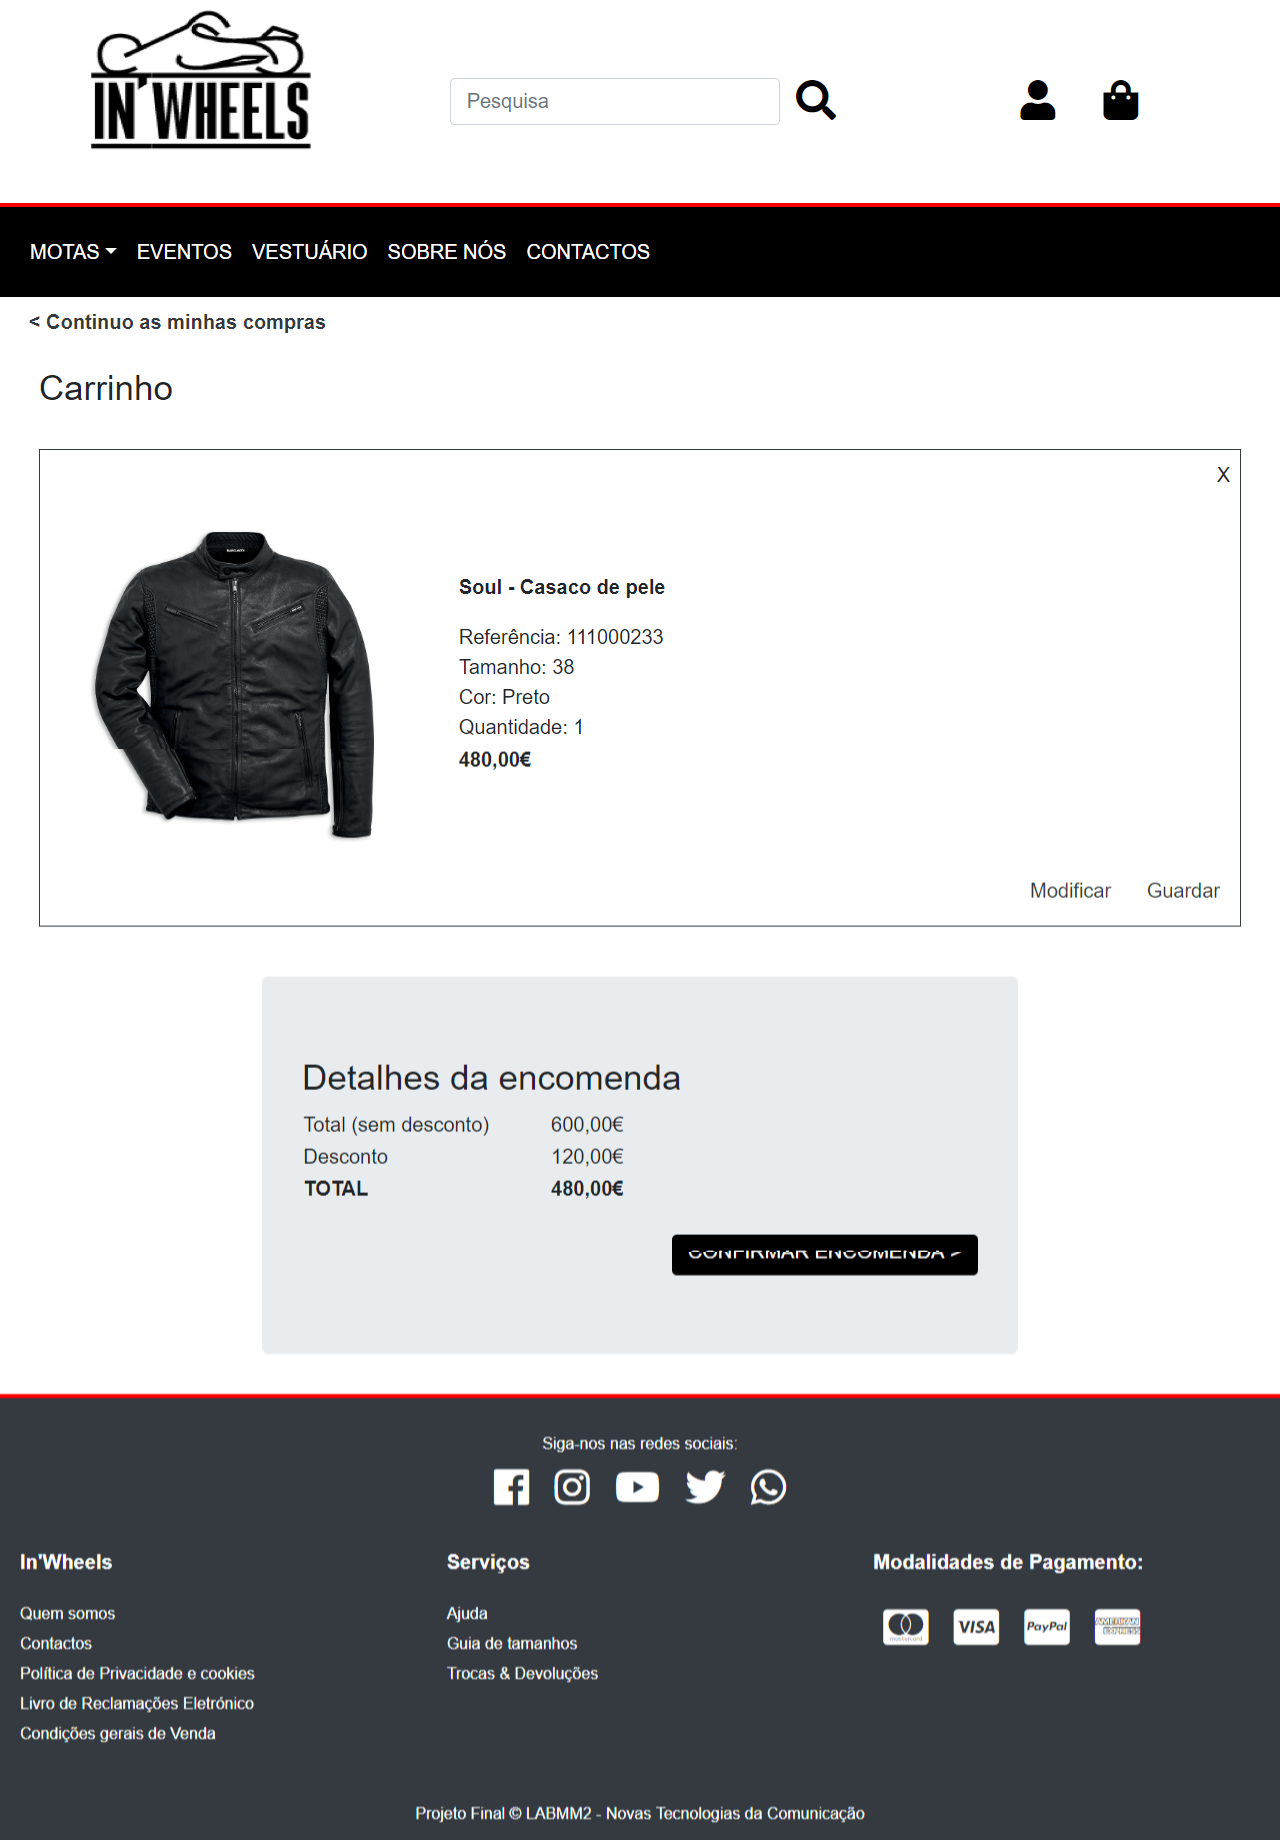 IN'WHEELS
Pesquisa
MOTAS EVENTOS VESTUÁRIO SOBRE NÓS CONTACTOS
< Continuo as minhas compras
Carrinho
X
Soul - Casaco de pele
Referência: 111000233
Tamanho: 38
Cor: Preto
Quantidade: 1
480,00€
Modificar Guardar
Detalhes da encomenda
Total (sem desconto) 600,00€
Desconto 120,00€
TOTAL 480,00€
CONFIRMAR ENCOMENDA >
Siga-nos nas redes sociais:
In'Wheels
Quem somos
Contactos
Política de Privacidade e cookies
Livro de Reclamações Eletrónico
Condições gerais de Venda
Serviços
Ajuda
Guia de tamanhos
Trocas & Devoluções
Modalidades de Pagamento:
mastercard VISA PayPal AMERICAN EXPRESS
Projeto Final © LABMM2 - Novas Tecnologias da Comunicação